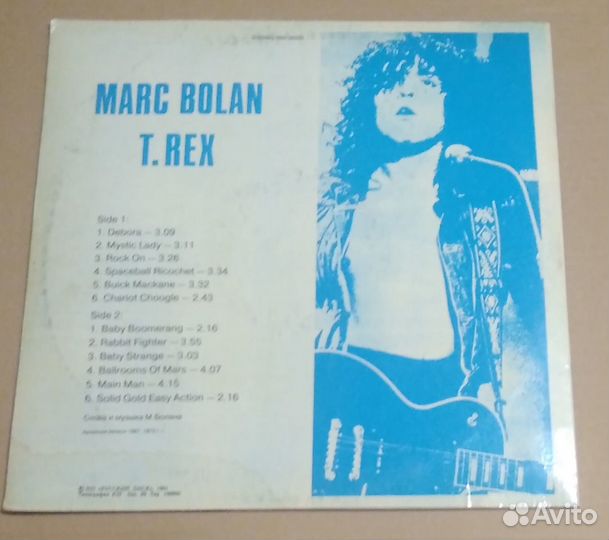 MARC BOLAN
T. REX
Side 1:
1. Debora — 3.09
2. Mystic Lady — 3.11
3. Rock On — 3.26
4. Spaceball Ricochet — 3.34
5. Buick Mackane — 3.32
6. Chariot Choogle — 2.43
Side 2:
1. Baby Boomerang — 2.16
2. Rabbit Fighter — 3.55
3. Baby Strange — 3.03
4. Ballrooms Of Mars — 4.07
5. Main Man — 4.15
6. Solid Gold Easy Action — 2.16
Слова и музыка М. Болана
Avito